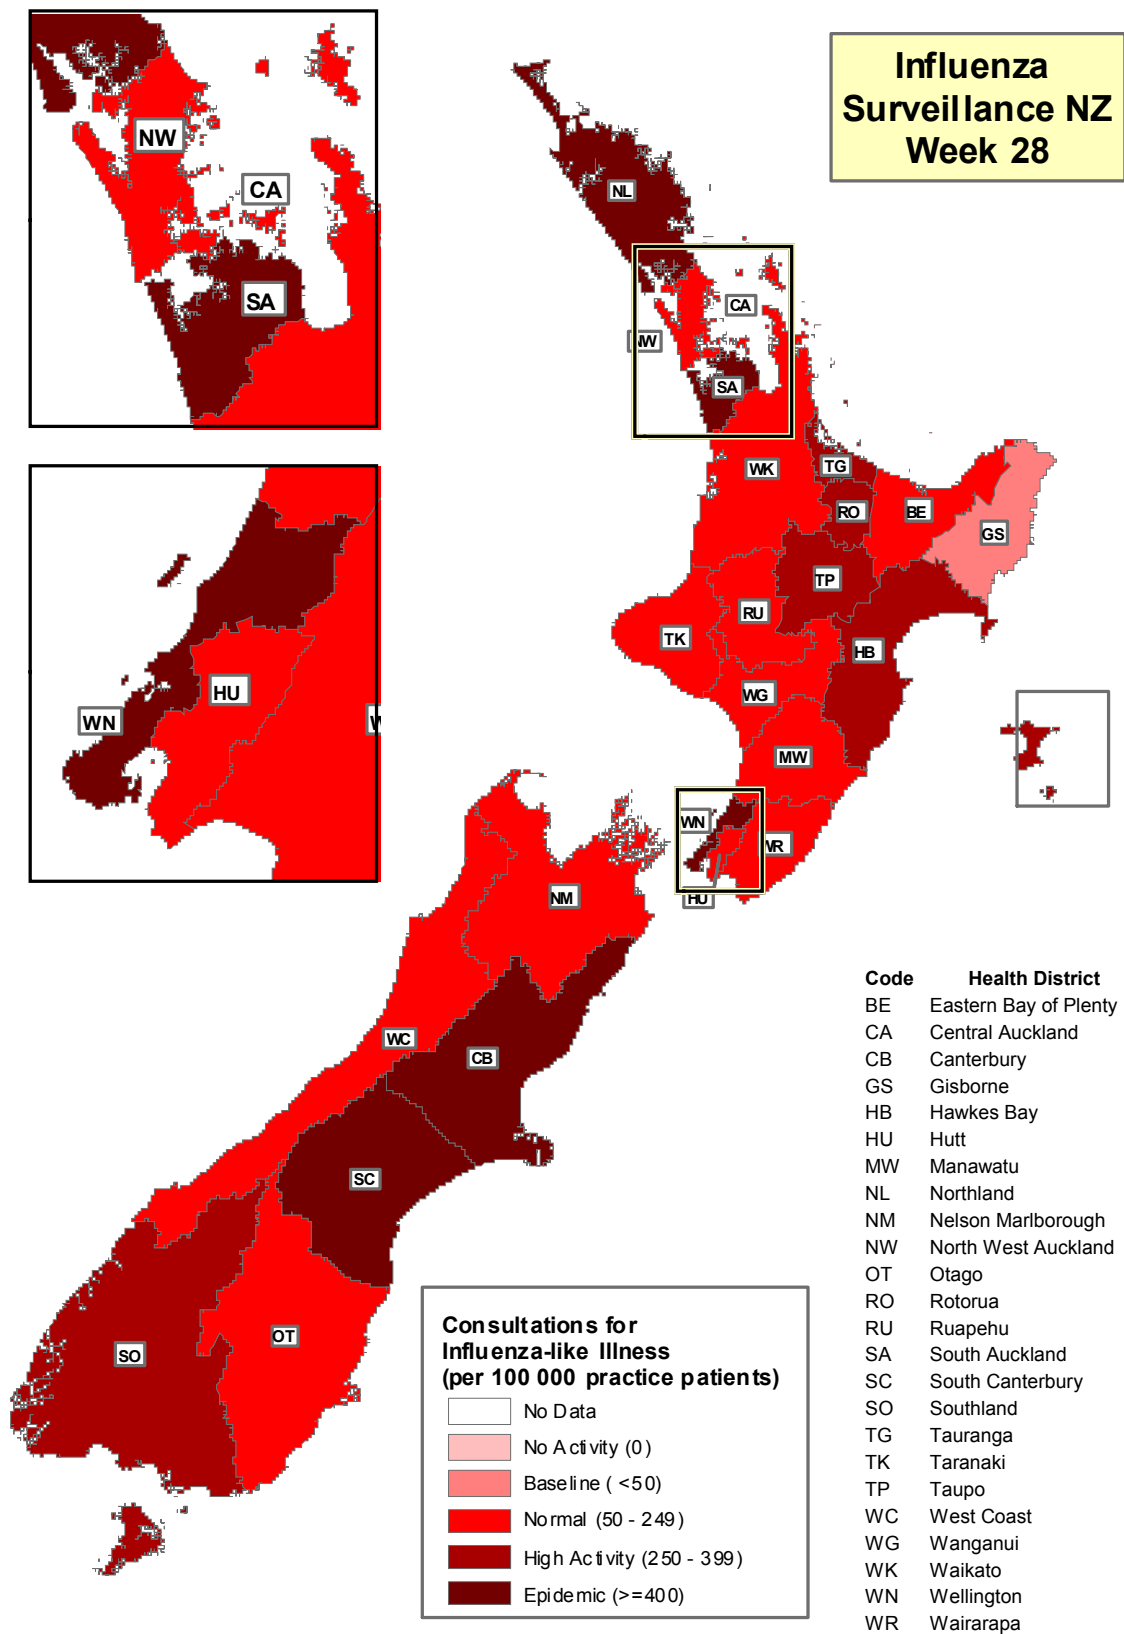 Influenza
Surveillance NZ
Week 28
NW
CA
SA
NL
CA
NW
SA
WK
TG
RO
BE
GS
TP
RU
TK
HB
WG
MW
HU
WN
W
WN
WR
HU
NM
WC
CB
SC
OT
SO
Code Health District
BE Eastern Bay of Plenty
CA Central Auckland
CB Canterbury
GS Gisborne
HB Hawkes Bay
HU Hutt
MW Manawatu
NL Northland
NM Nelson Marlborough
NW North West Auckland
OT Otago
RO Rotorua
RU Ruapehu
SA South Auckland
SC South Canterbury
SO Southland
TG Tauranga
TK Taranaki
TP Taupo
WC West Coast
WG Wanganui
WK Waikato
WN Wellington
WR Wairarapa
Consultations for
Influenza-like Illness
(per 100 000 practice patients)
No Data
No Activity (0)
Baseline ( <50)
Normal (50 - 249)
High Activity (250 - 399)
Epidemic (>=400)